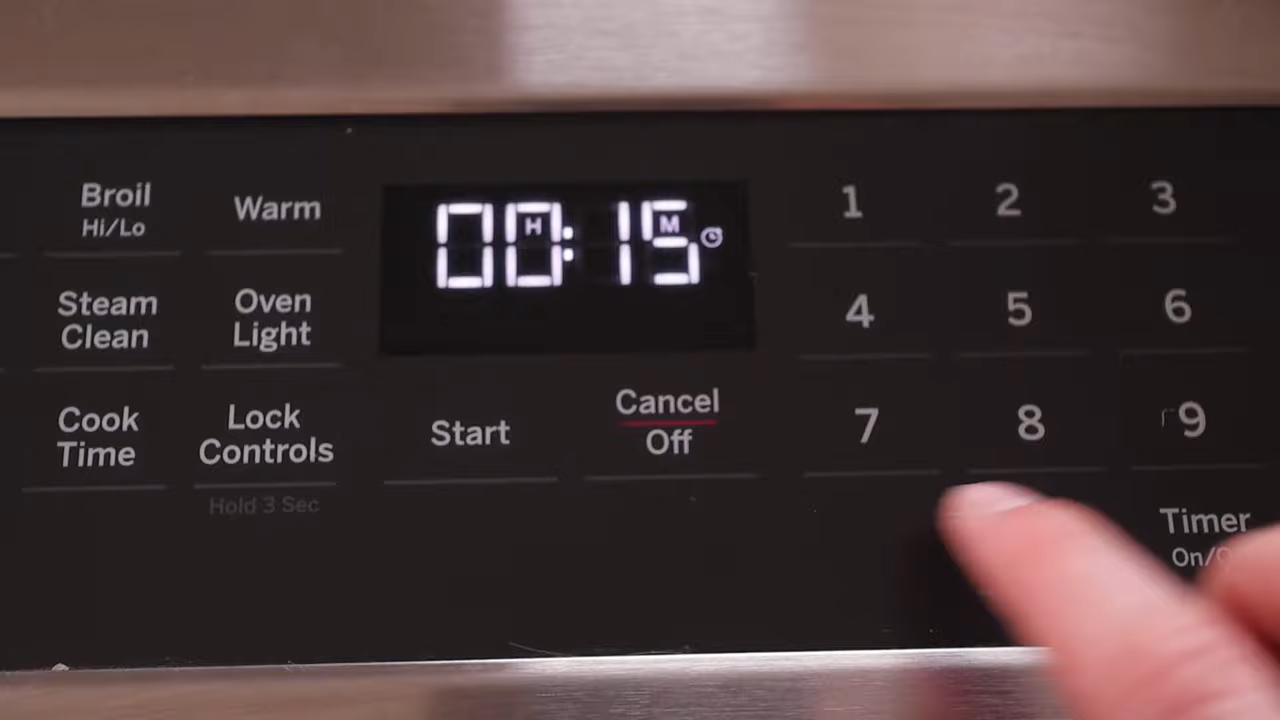 Broil
Hi/Lo
Warm
00:15
H
M
1
2
3
Steam
Clean
Oven
Light
4
5
6
Cook
Time
Lock
Controls
Hold 3 Sec
Start
Cancel
Off
7
8
9
Timer